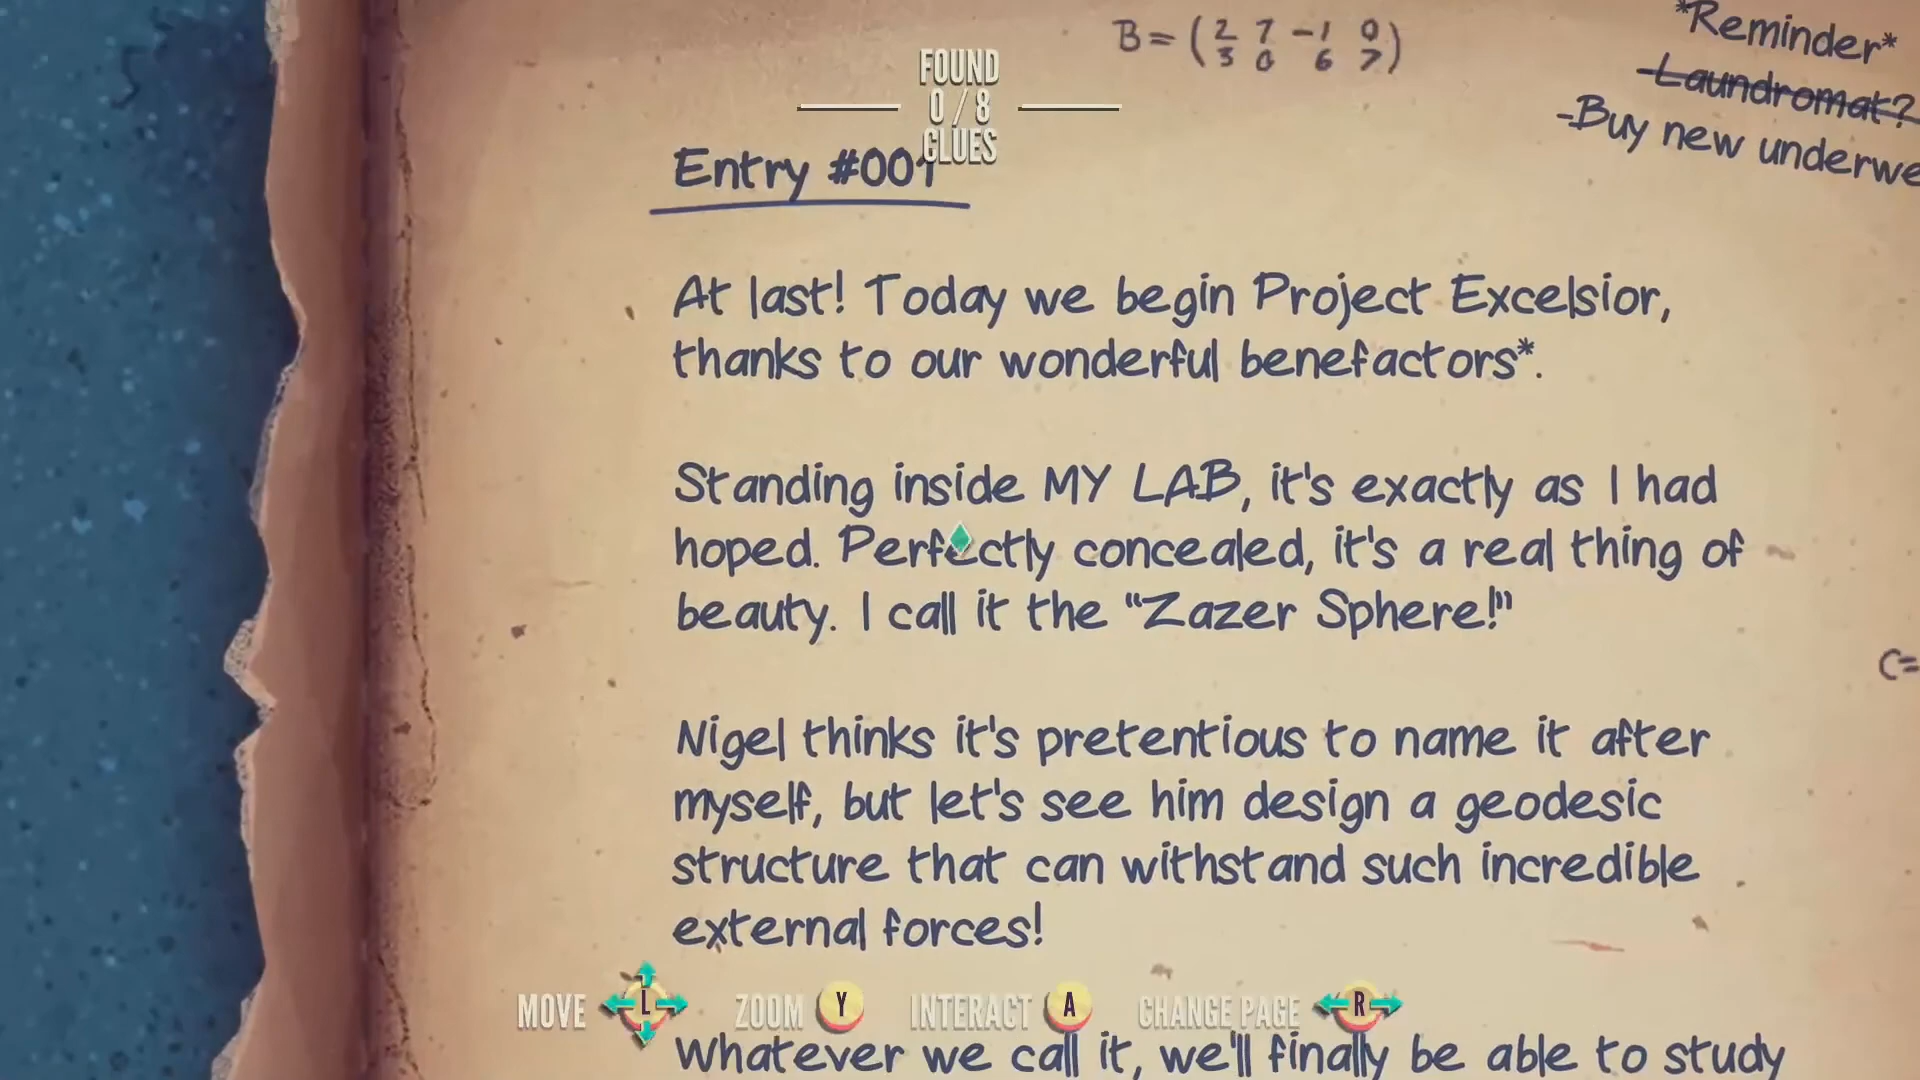 B = (2 7 -1 0
3 0 6 7)
*Reminder*
-Laundromat?
-Buy new underwe
FOUND
0 / 8
CLUES
Entry #001
At last! Today we begin Project Excelsior,
thanks to our wonderful benefactors*.
Standing inside MY LAB, it's exactly as I had
hoped. Perfectly concealed, it's a real thing of
beauty. I call it the "Zazer Sphere!"
C=
Nigel thinks it's pretentious to name it after
myself, but let's see him design a geodesic
structure that can withstand such incredible
external forces!
MOVE L ZOOM Y INTERACT A CHANGE PAGE R
Whatever we call it, we'll finally be able to study